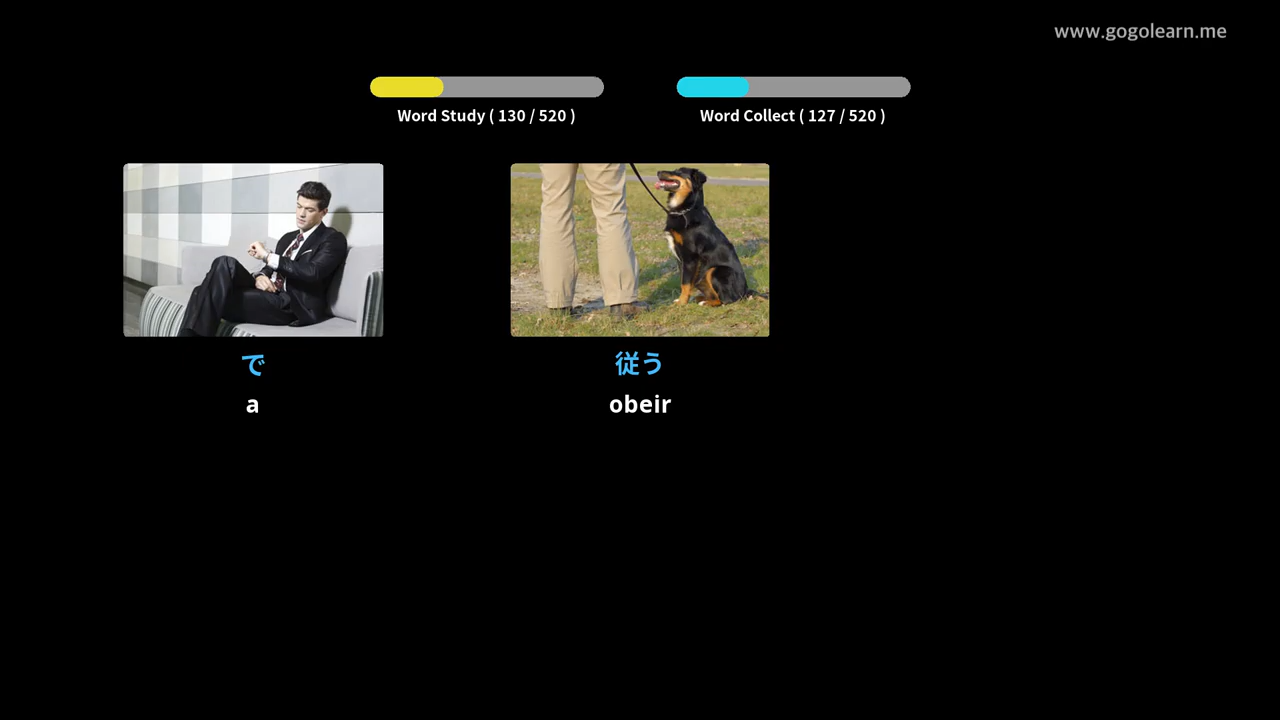 www.gogolearn.me
Word Study ( 130 / 520 )
Word Collect ( 127 / 520 )
で
従う
a
obeir